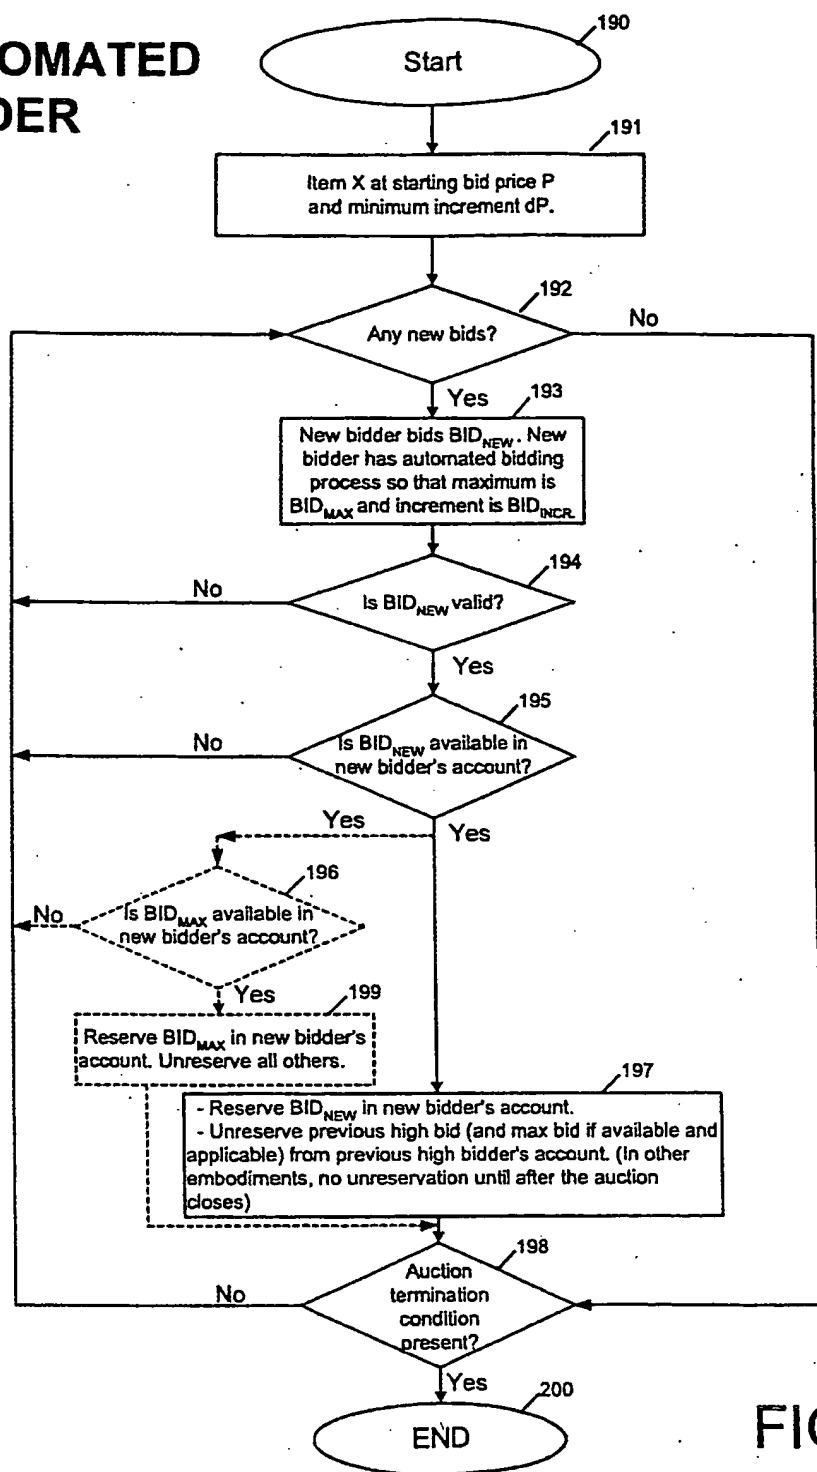 OMATED
DER
190
Start
191
Item X at starting bid price P
and minimum increment dP.
192
Any new bids?
No
Yes
193
New bidder bids BID_NEW. New
bidder has automated bidding
process so that maximum is
BID_MAX and increment is BID_INCR.
194
No
Is BID_NEW valid?
Yes
195
No
Is BID_NEW available in
new bidder's account?
Yes
Yes
196
No
Is BID_MAX available in
new bidder's account?
Yes
199
Reserve BID_MAX in new bidder's
account. Unreserve all others.
197
- Reserve BID_NEW in new bidder's account.
- Unreserve previous high bid (and max bid if available and
applicable) from previous high bidder's account. (In other
embodiments, no unreservation until after the auction
closes)
198
No
Auction
termination
condition
present?
Yes
200
END
FIG